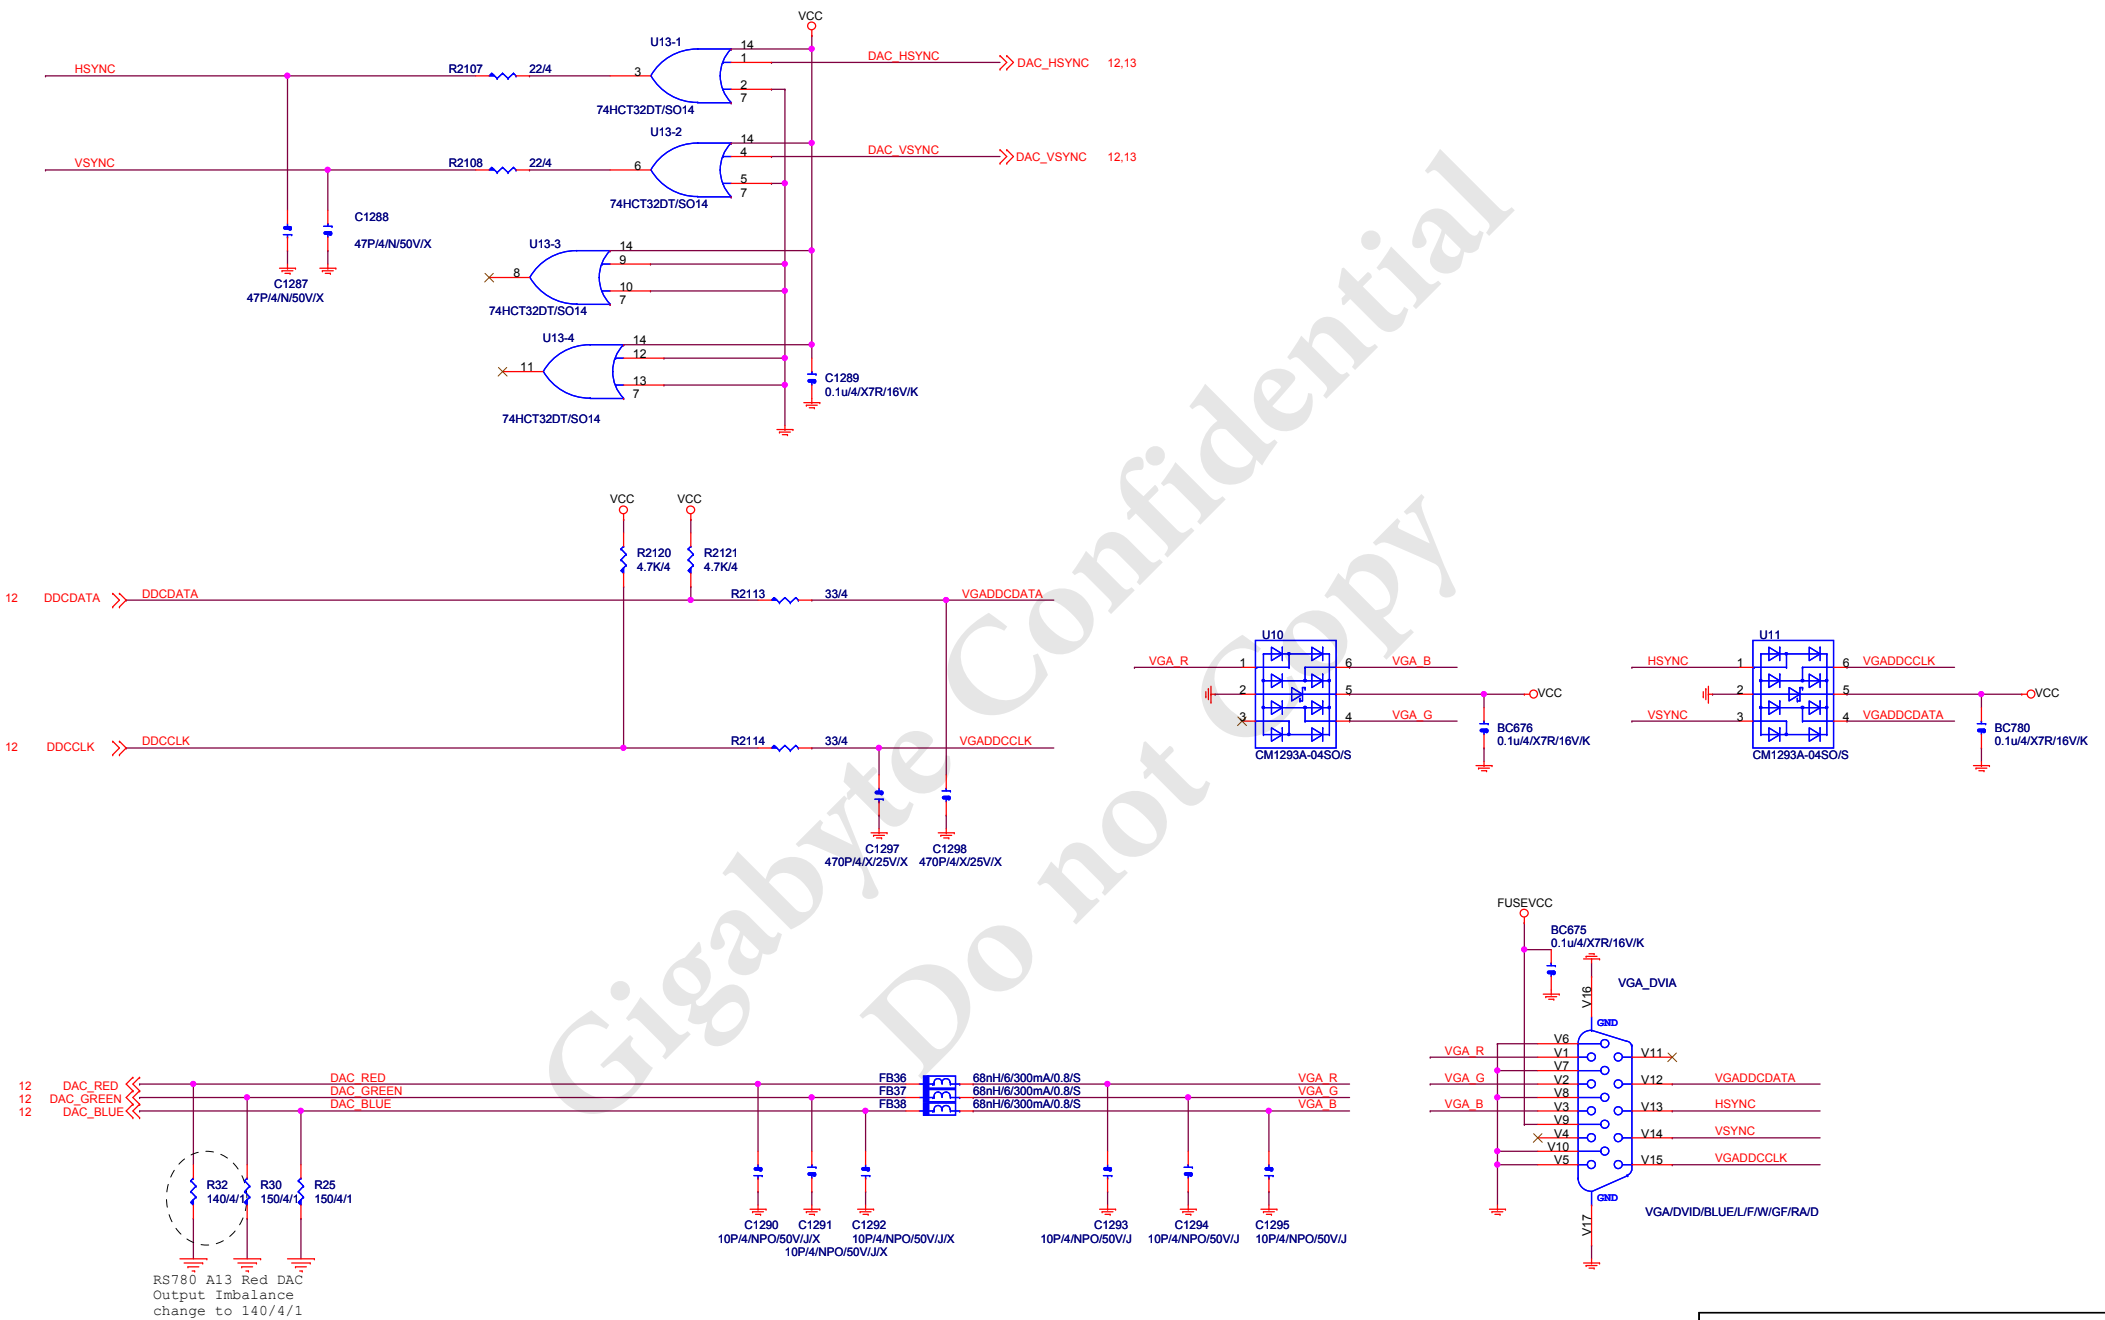 VCC
U13-1
14
HSYNC
R2107
22/4
3
1
DAC_HSYNC
DAC_HSYNC
12,13
2
7
74HCT32DT/SO14
U13-2
14
VSYNC
R2108
22/4
6
4
DAC_VSYNC
DAC_VSYNC
12,13
5
7
74HCT32DT/SO14
C1288
47P/4/N/50V/X
C1287
47P/4/N/50V/X
U13-3
14
9
8
10
7
74HCT32DT/SO14
U13-4
14
12
11
13
7
74HCT32DT/SO14
C1289
0.1u/4/X7R/16V/K
VCC
VCC
R2120
4.7K/4
R2121
4.7K/4
12
DDCDATA
DDCDATA
R2113
33/4
VGADDCDATA
12
DDCCLK
DDCCLK
R2114
33/4
VGADDCCLK
C1297
470P/4/X/25V/X
C1298
470P/4/X/25V/X
U10
VGA_R
1
6
VGA_B
2
5
VCC
3
4
VGA_G
CM1293A-04SO/S
BC676
0.1u/4/X7R/16V/K
U11
HSYNC
1
6
VGADDCCLK
2
5
VCC
VSYNC
3
4
VGADDCDATA
CM1293A-04SO/S
BC780
0.1u/4/X7R/16V/K
Gigabyte Confidential
Do not Copy
FUSEVCC
BC675
0.1u/4/X7R/16V/K
VGA_DVIA
V16
GND
V6
VGA_R
V1
V11
V7
VGA_G
V2
V12
VGADDCDATA
V8
VGA_B
V3
V13
HSYNC
V9
V4
V14
VSYNC
V10
V5
V15
VGADDCCLK
GND
V17
VGA/DVID/BLUE/L/F/W/GF/RA/D
12
DAC_RED
DAC_RED
FB36
68nH/6/300mA/0.8/S
VGA_R
12
DAC_GREEN
DAC_GREEN
FB37
68nH/6/300mA/0.8/S
VGA_G
12
DAC_BLUE
DAC_BLUE
FB38
68nH/6/300mA/0.8/S
VGA_B
R32
140/4/1
R30
150/4/1
R25
150/4/1
C1290
10P/4/NPO/50V/J/X
C1291
10P/4/NPO/50V/J/X
C1292
10P/4/NPO/50V/J/X
C1293
10P/4/NPO/50V/J
C1294
10P/4/NPO/50V/J
C1295
10P/4/NPO/50V/J
RS780 A13 Red DAC
Output Imbalance
change to 140/4/1